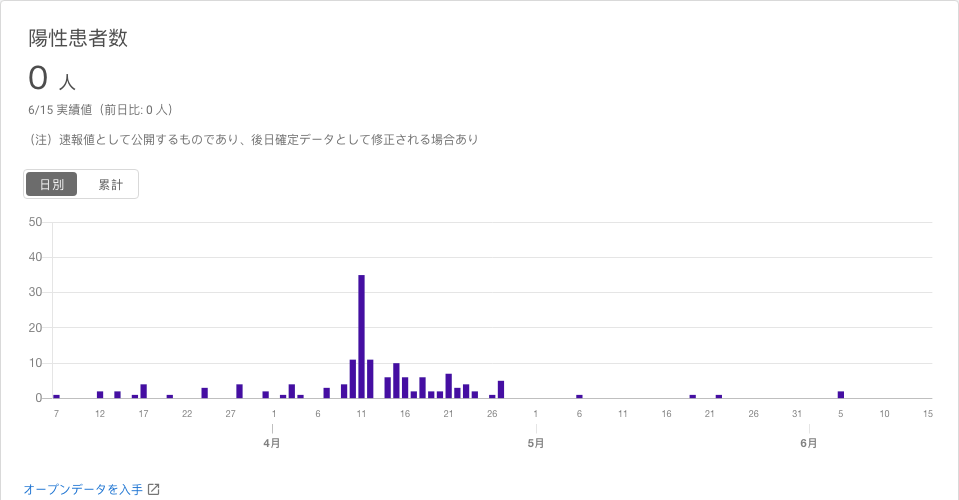 陽性患者数
0 人
6/15 実績値（前日比: 0 人）
（注）速報値として公開するものであり、後日確定データとして修正される場合あり
日別 累計
50
40
30
20
10
0
7 12 17 22 27 1 6 11 16 21 26 1 6 11 16 21 26 31 5 10 15
4月 5月 6月
オープンデータを入手